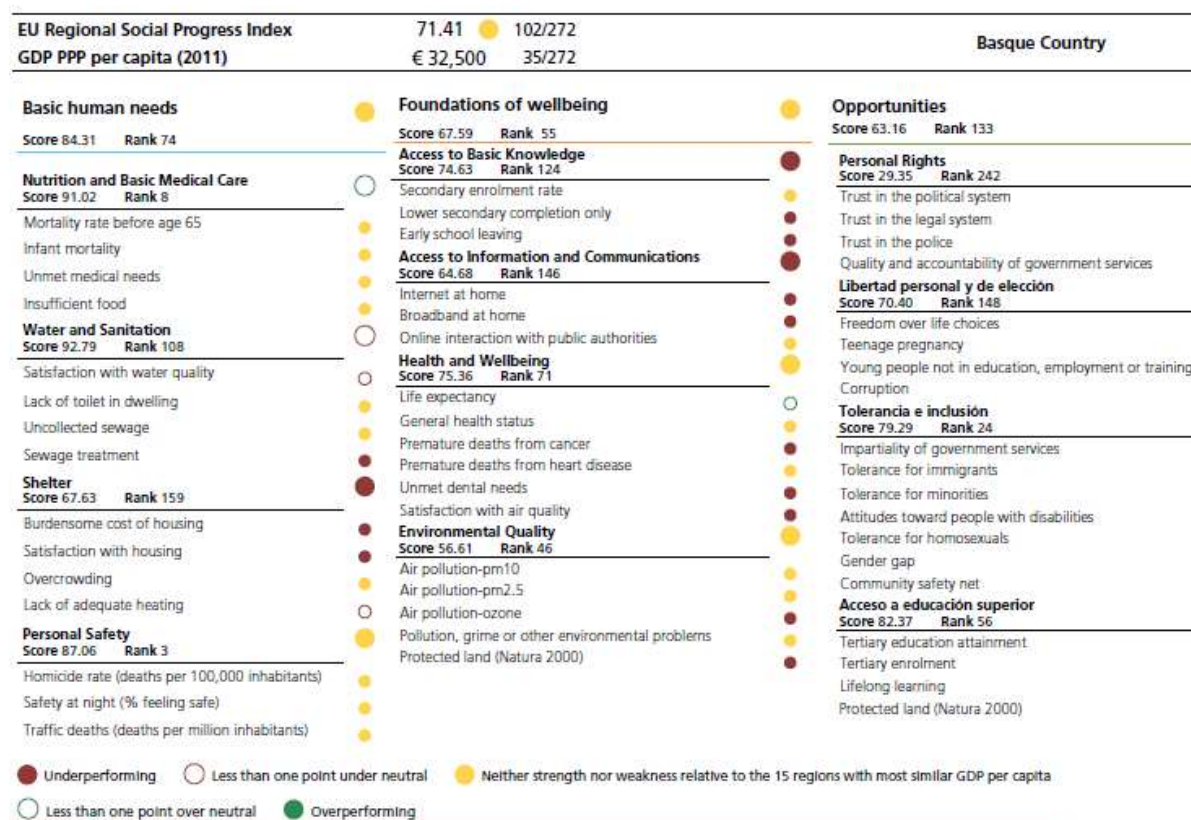 EU Regional Social Progress Index 71.41 102/272
GDP PPP per capita (2011) € 32,500 35/272
Basque Country
Basic human needs
Score 84.31 Rank 74
Nutrition and Basic Medical Care
Score 91.02 Rank 8
Mortality rate before age 65
Infant mortality
Unmet medical needs
Insufficient food
Water and Sanitation
Score 92.79 Rank 108
Satisfaction with water quality
Lack of toilet in dwelling
Uncollected sewage
Sewage treatment
Shelter
Score 67.63 Rank 159
Burdensome cost of housing
Satisfaction with housing
Overcrowding
Lack of adequate heating
Personal Safety
Score 87.06 Rank 3
Homicide rate (deaths per 100,000 inhabitants)
Safety at night (% feeling safe)
Traffic deaths (deaths per million inhabitants)
Foundations of wellbeing
Score 67.59 Rank 55
Access to Basic Knowledge
Score 74.63 Rank 124
Secondary enrolment rate
Lower secondary completion only
Early school leaving
Access to Information and Communications
Score 64.68 Rank 146
Internet at home
Broadband at home
Online interaction with public authorities
Health and Wellbeing
Score 75.36 Rank 71
Life expectancy
General health status
Premature deaths from cancer
Premature deaths from heart disease
Unmet dental needs
Satisfaction with air quality
Environmental Quality
Score 56.61 Rank 46
Air pollution-pm10
Air pollution-pm2.5
Air pollution-ozone
Pollution, grime or other environmental problems
Protected land (Natura 2000)
Opportunities
Score 63.16 Rank 133
Personal Rights
Score 29.35 Rank 242
Trust in the political system
Trust in the legal system
Trust in the police
Quality and accountability of government services
Libertad personal y de elección
Score 70.40 Rank 148
Freedom over life choices
Teenage pregnancy
Young people not in education, employment or training
Corruption
Tolerancia e inclusión
Score 79.29 Rank 24
Impartiality of government services
Tolerance for immigrants
Tolerance for minorities
Attitudes toward people with disabilities
Tolerance for homosexuals
Gender gap
Community safety net
Acceso a educación superior
Score 82.37 Rank 56
Tertiary education attainment
Tertiary enrolment
Lifelong learning
Protected land (Natura 2000)
Underperforming Less than one point under neutral Neither strength nor weakness relative to the 15 regions with most similar GDP per capita
Less than one point over neutral Overperforming